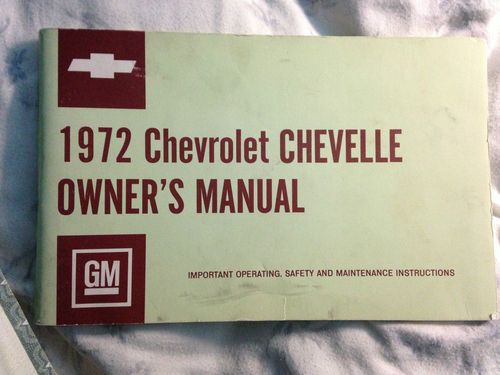 1972 Chevrolet CHEVELLE
OWNER'S MANUAL
GM
IMPORTANT OPERATING, SAFETY AND MAINTENANCE INSTRUCTIONS